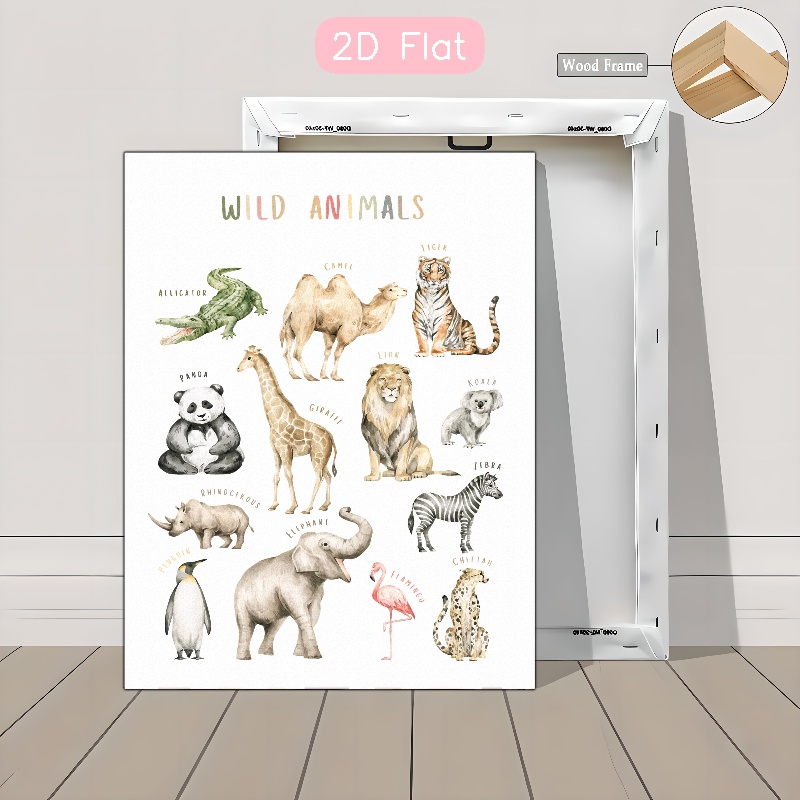 2D Flat
Wood Frame
WILD ANIMALS
TIGER
CAMEL
ALLIGATOR
LION
PANDA
KOALA
GIRAFFE
ZEBRA
RHINOCEROUS
ELEPHANT
PENGUIN
CHEETAH
FLAMINGO